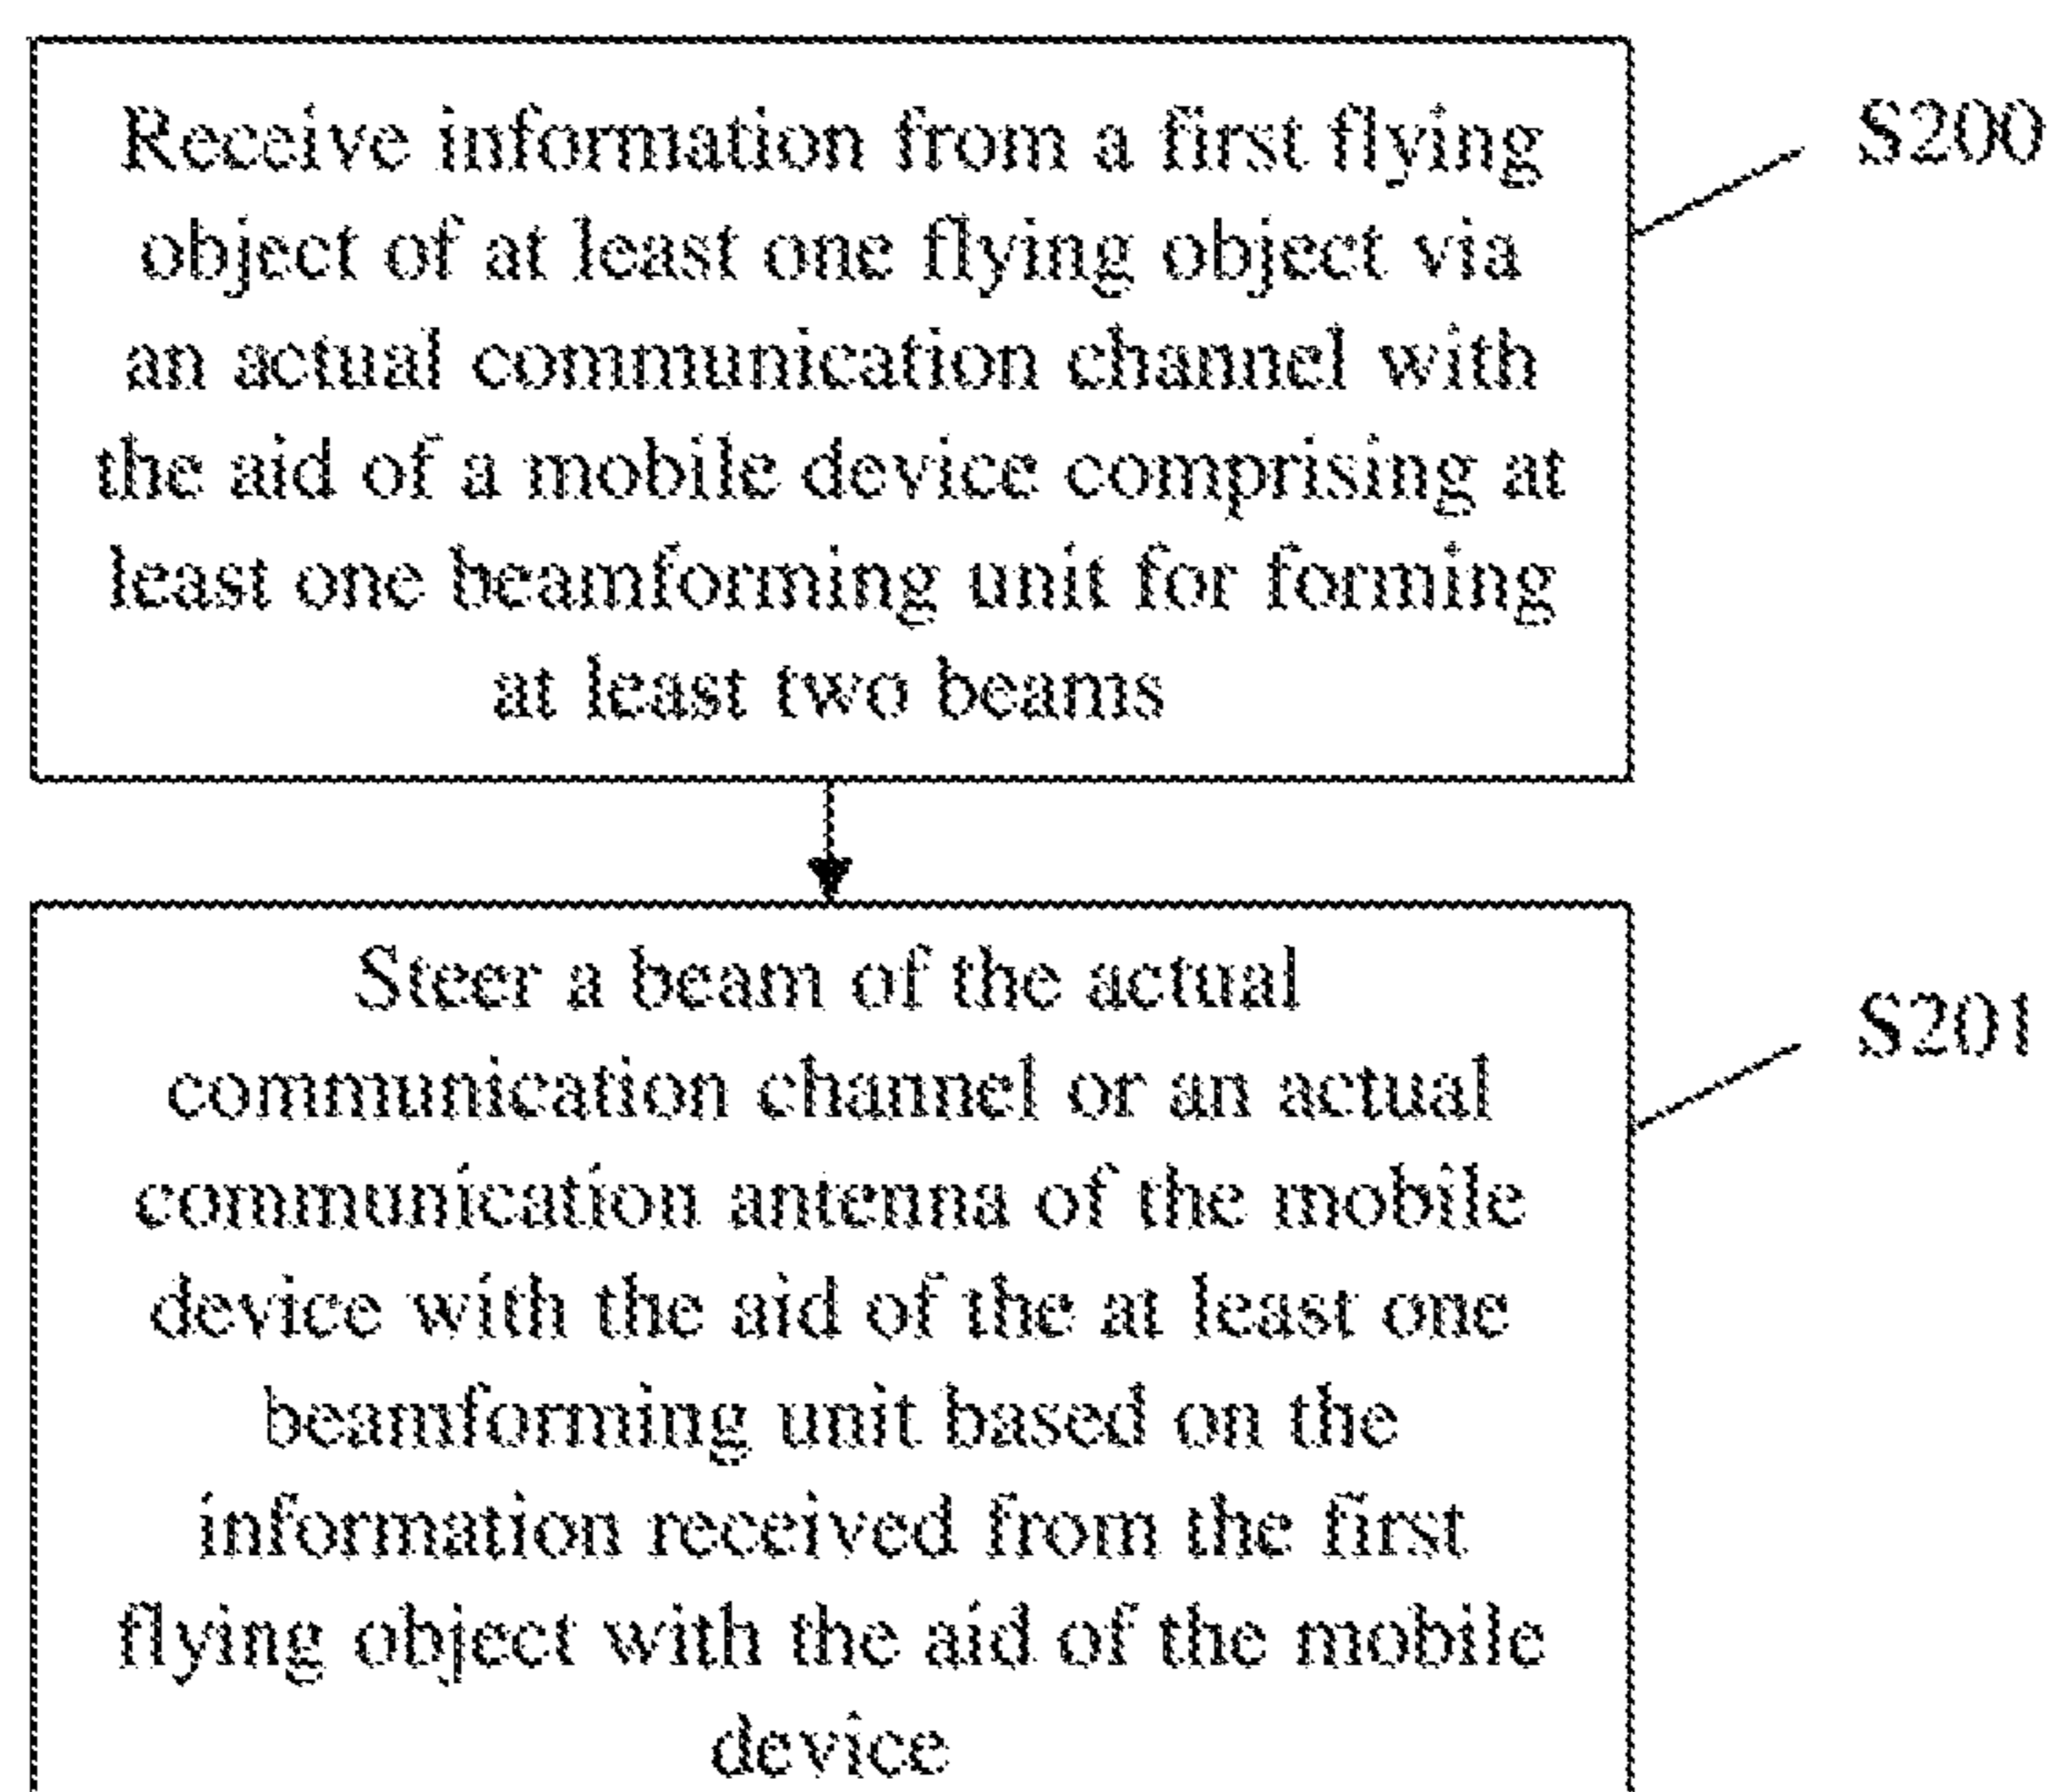 Receive information from a first flying
object of at least one flying object via
an actual communication channel with
the aid of a mobile device comprising at
least one beamforming unit for forming
at least two beams
S200
Steer a beam of the actual
communication channel or an actual
communication antenna of the mobile
device with the aid of the at least one
beamforming unit based on the
information received from the first
flying object with the aid of the mobile
device
S201